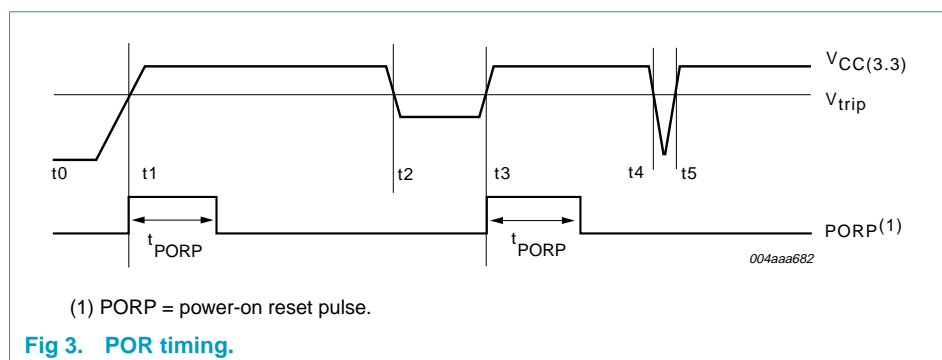 VCC(3.3)
Vtrip
t0 t1 t2 t3 t4 t5
tPORP tPORP
PORP(1)
004aaa682
(1) PORP = power-on reset pulse.
Fig 3. POR timing.